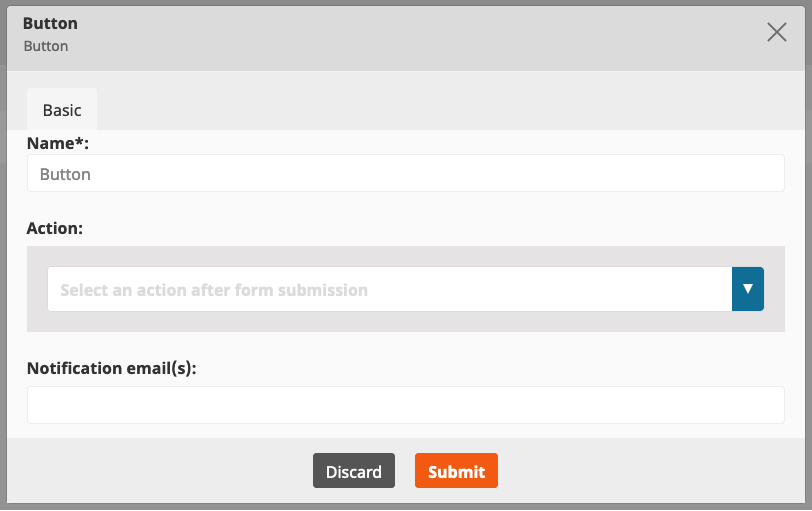 Button
Button
Basic
Name*:
Button
Action:
Select an action after form submission
Notification email(s):
Discard
Submit